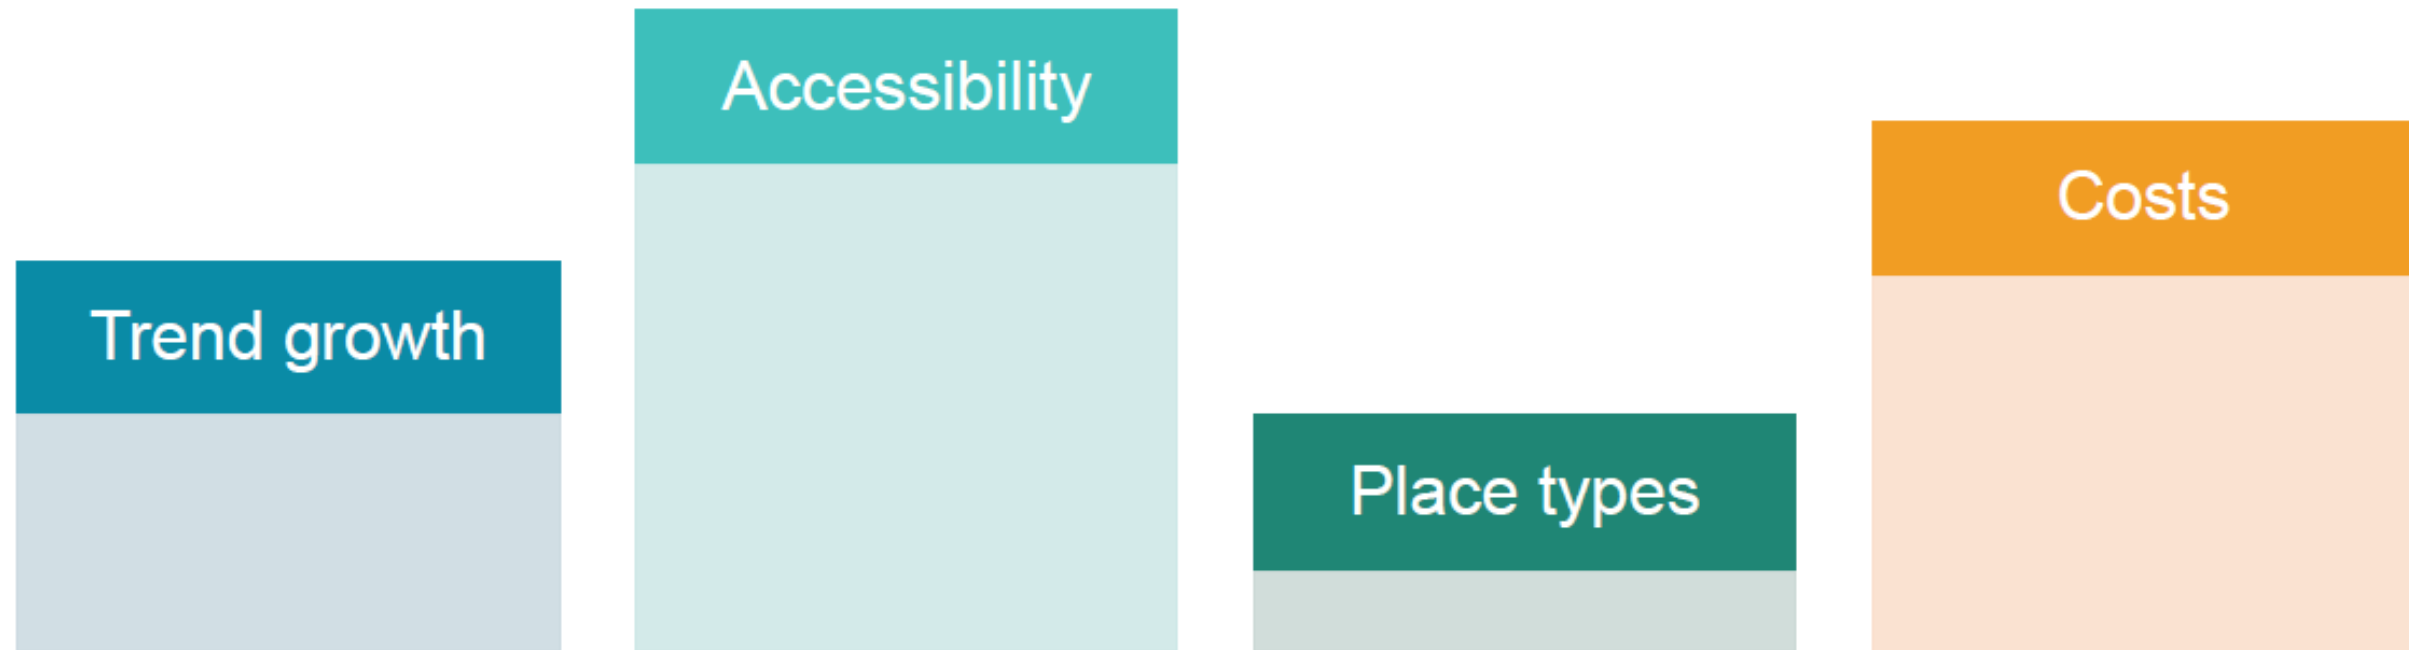 Trend growth
Accessibility
Place types
Costs